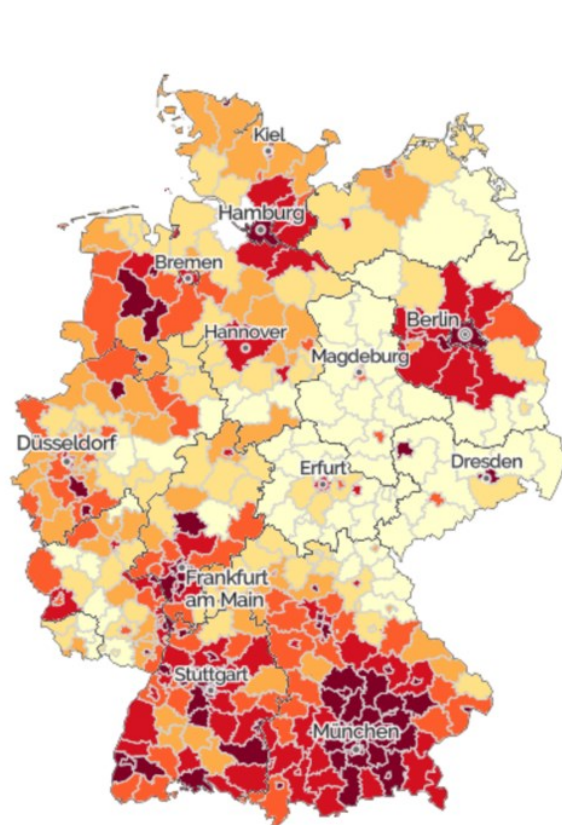 Kiel
Hamburg
Bremen
Berlin
Hannover
Magdeburg
Düsseldorf
Erfurt
Dresden
Frankfurt
am Main
Stuttgart
München